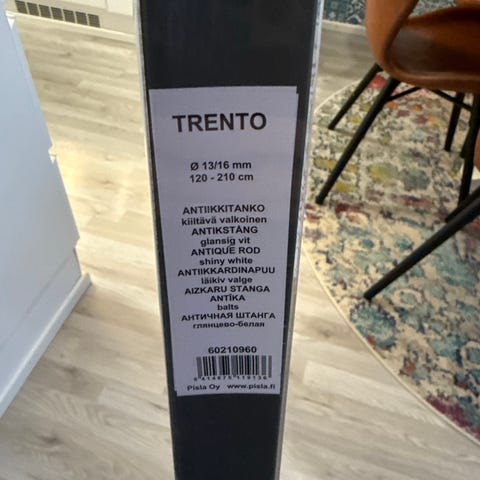 TRENTO
Ø 13/16 mm
120 - 210 cm
ANTIIKKITANKO
kiiltävä valkoinen
ANTIKSTÅNG
glansig vit
ANTIQUE ROD
shiny white
ANTIIKKARDINAPUU
läikiv valge
AIZKARU STANGA
ANTĪKA
balts
АНТИЧНАЯ ШТАНГА
глянцево-белая
60210960
Pisla Oy www.pisla.fi